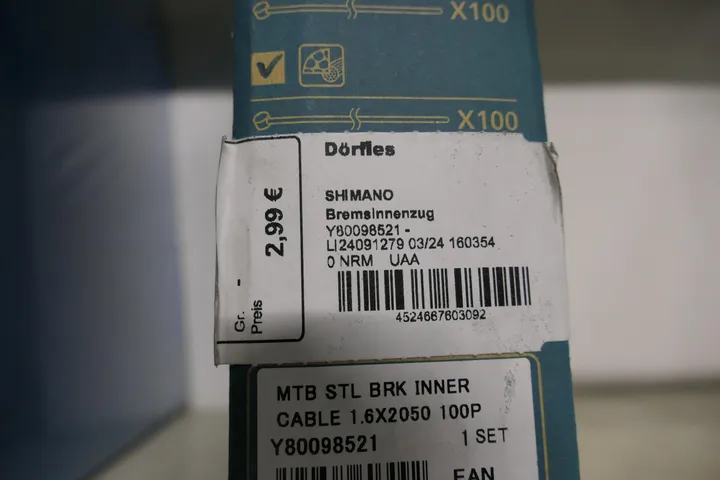 X100
X100
Dörfles
SHIMANO
Bremsinnenzug
Y80098521 -
LI24091279 03/24 160354
0 NRM UAA
4524667603092
Gr. -
Preis 2,99 €
MTB STL BRK INNER
CABLE 1.6X2050 100P
Y80098521 1 SET
EAN